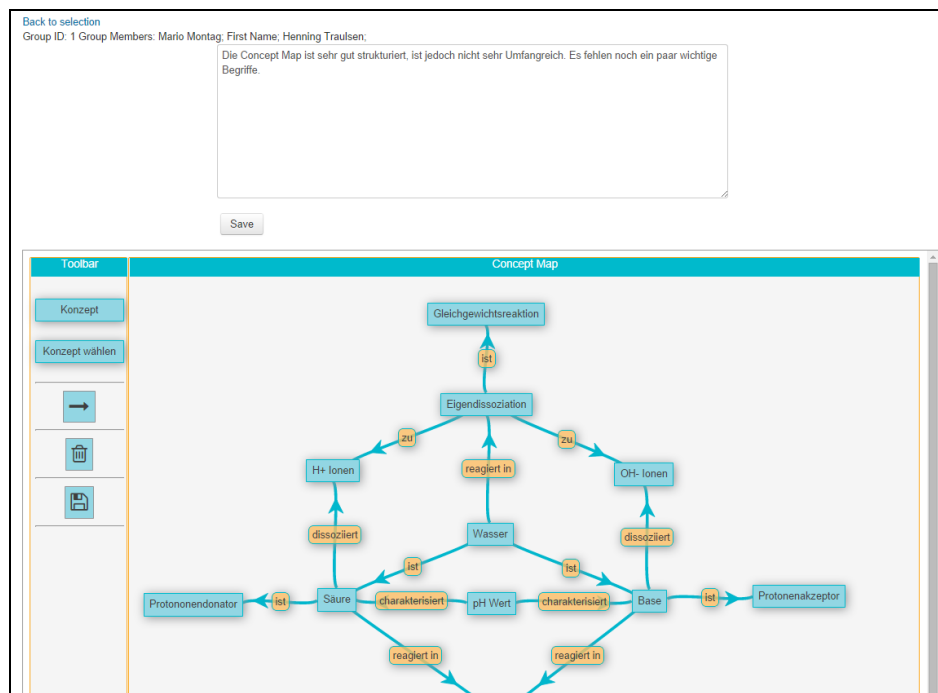 Back to selection
Group ID: 1 Group Members: Mario Montag; First Name; Henning Traulsen;
Die Concept Map ist sehr gut strukturiert, ist jedoch nicht sehr Umfangreich. Es fehlen noch ein paar wichtige
Begriffe.
Save
Toolbar
Concept Map
Konzept
Konzept wählen
Gleichgewichtsreaktion
ist
Eigendissoziation
zu
zu
H+ Ionen
reagiert in
OH- Ionen
dissoziiert
Wasser
dissoziiert
ist
ist
Protononendonator
ist
Säure
charakterisiert
pH Wert
charakterisiert
Base
ist
Protonenakzeptor
reagiert in
reagiert in